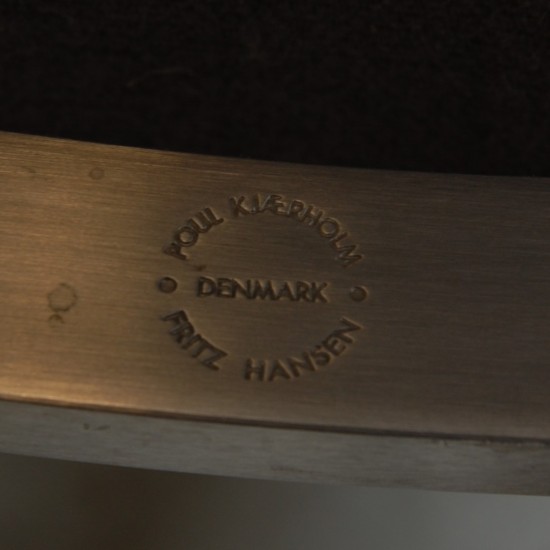 POUL KJÆRHOLM
DENMARK
FRITZ HANSEN